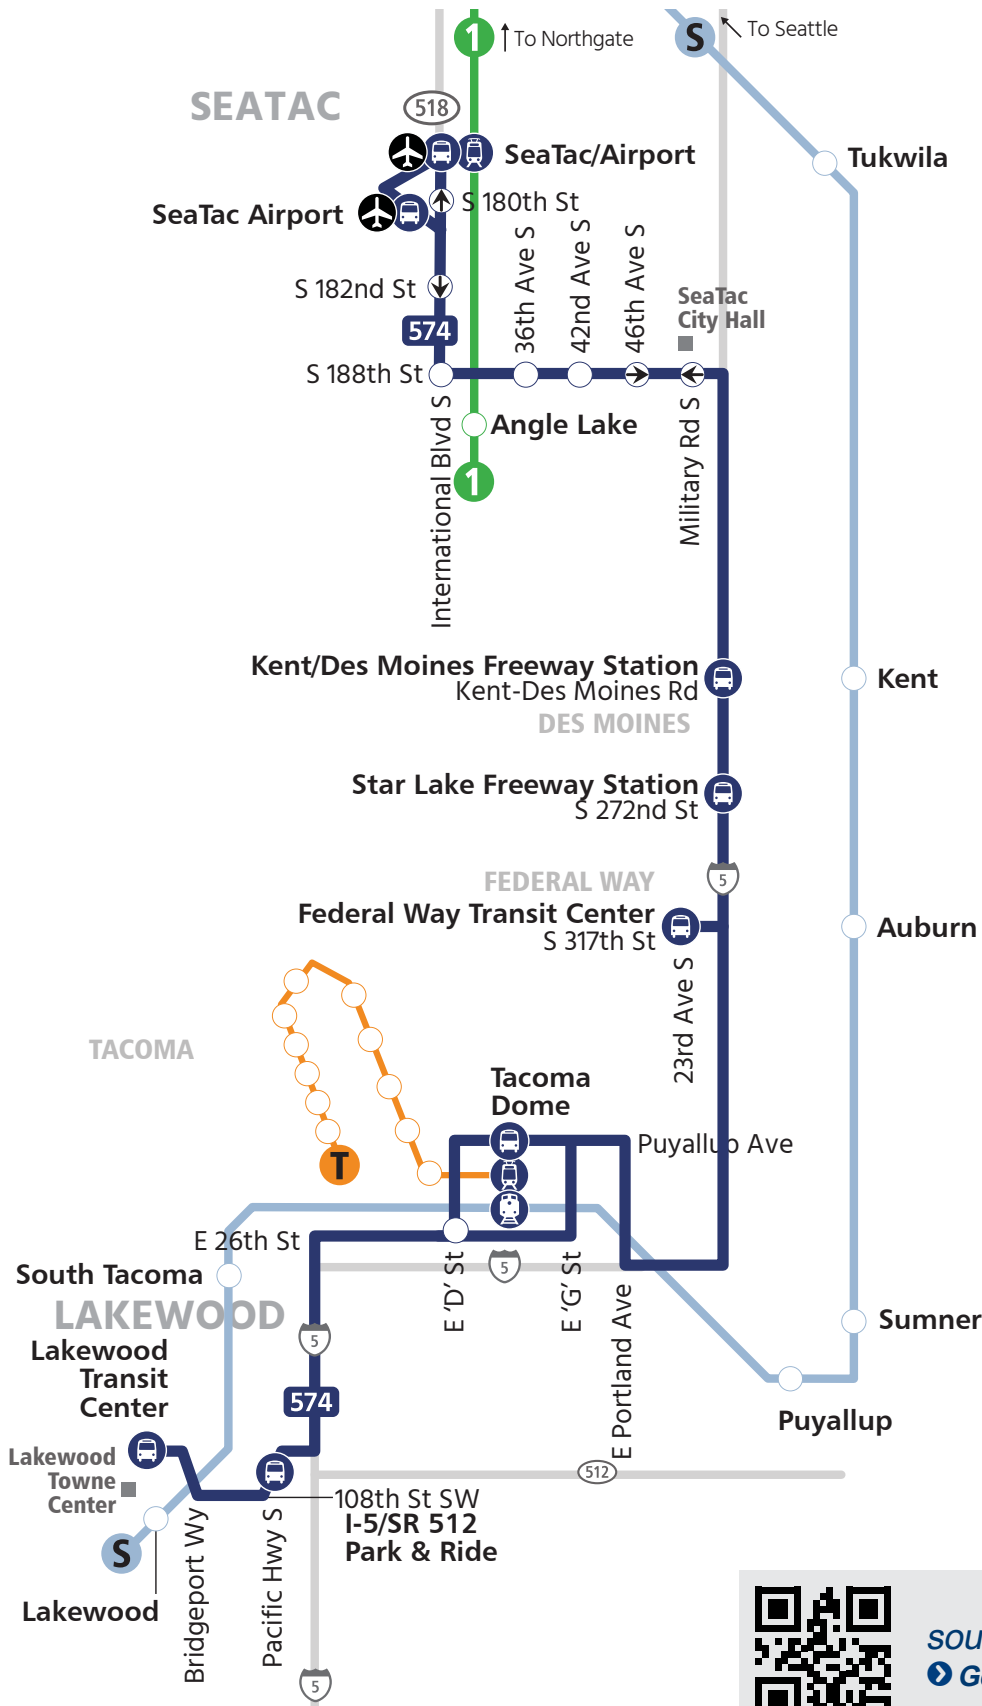 1
To Northgate
S
To Seattle
SEATAC
518
SeaTac/Airport
Tukwila
SeaTac Airport
S 180th St
S 182nd St
36th Ave S
42nd Ave S
46th Ave S
SeaTac
City Hall
574
S 188th St
International Blvd S
Angle Lake
Military Rd S
1
Kent/Des Moines Freeway Station
Kent-Des Moines Rd
Kent
DES MOINES
Star Lake Freeway Station
S 272nd St
FEDERAL WAY
5
Federal Way Transit Center
S 317th St
Auburn
23rd Ave S
TACOMA
Tacoma
Dome
Puyallup Ave
T
E 26th St
South Tacoma
E 'D' St
5
E 'G' St
E Portland Ave
LAKEWOOD
5
Sumner
Lakewood
Transit
Center
574
Puyallup
Lakewood
Towne
Center
512
108th St SW
I-5/SR 512
Park & Ride
S
Bridgeport Wy
Pacific Hwy S
Lakewood
5